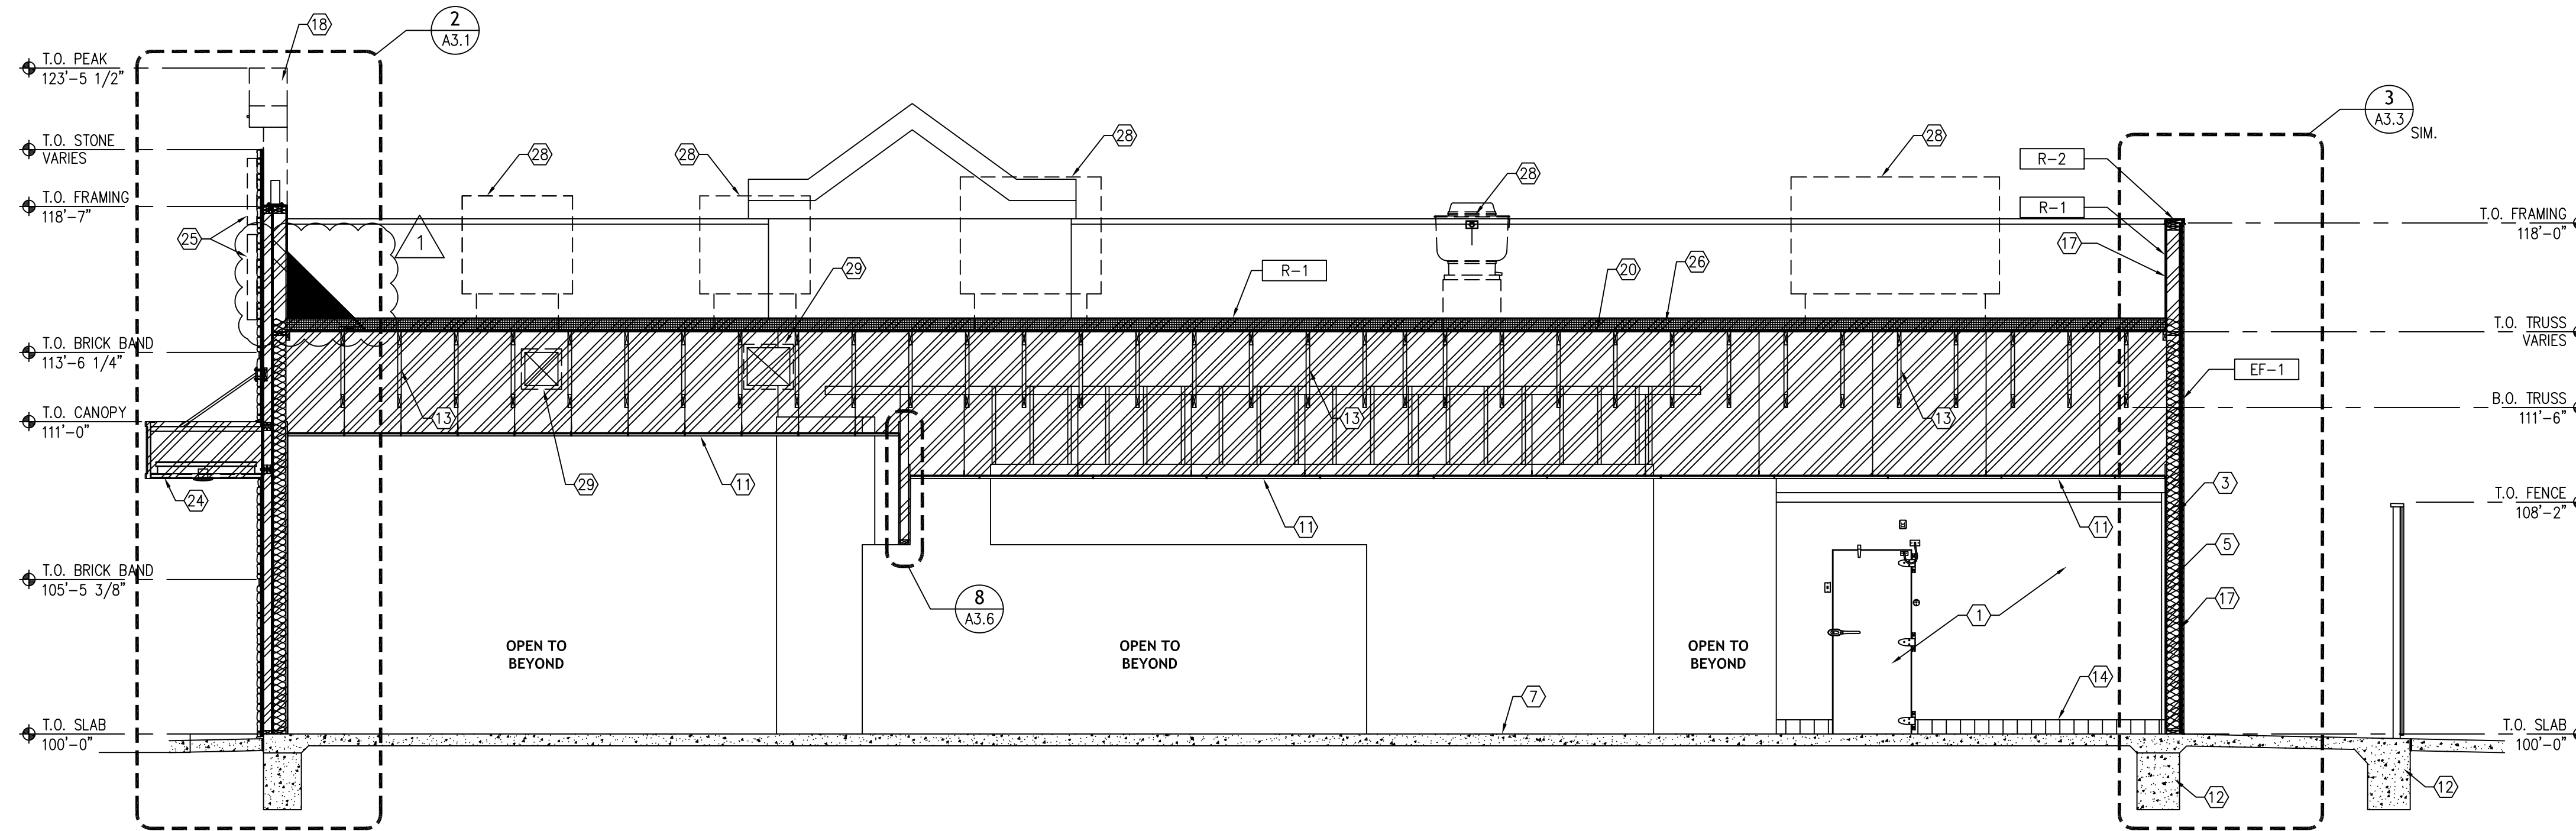 18
2
A3.1
T.O. PEAK
123'-5 1/2"
3
A3.3
SIM.
T.O. STONE
VARIES
28
28
28
28
28
R-2
T.O. FRAMING
118'-7"
R-1
T.O. FRAMING
118'-0"
25
1
17
29
R-1
20
26
T.O. TRUSS
VARIES
T.O. BRICK BAND
113'-6 1/4"
EF-1
T.O. CANOPY
111'-0"
13
13
13
B.O. TRUSS
111'-6"
24
29
11
11
11
3
T.O. FENCE
108'-2"
5
T.O. BRICK BAND
105'-5 3/8"
8
A3.6
1
17
OPEN TO
BEYOND
OPEN TO
BEYOND
OPEN TO
BEYOND
14
7
T.O. SLAB
100'-0"
T.O. SLAB
100'-0"
12
12